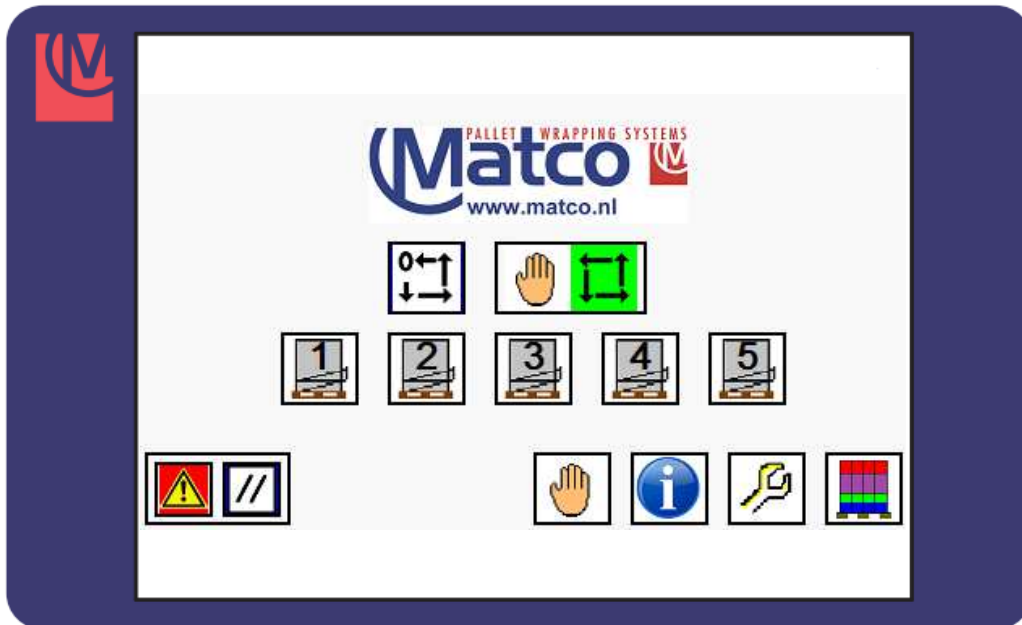 PALLET WRAPPING SYSTEMS
Matco M
www.matco.nl
0
1 2 3 4 5
// i